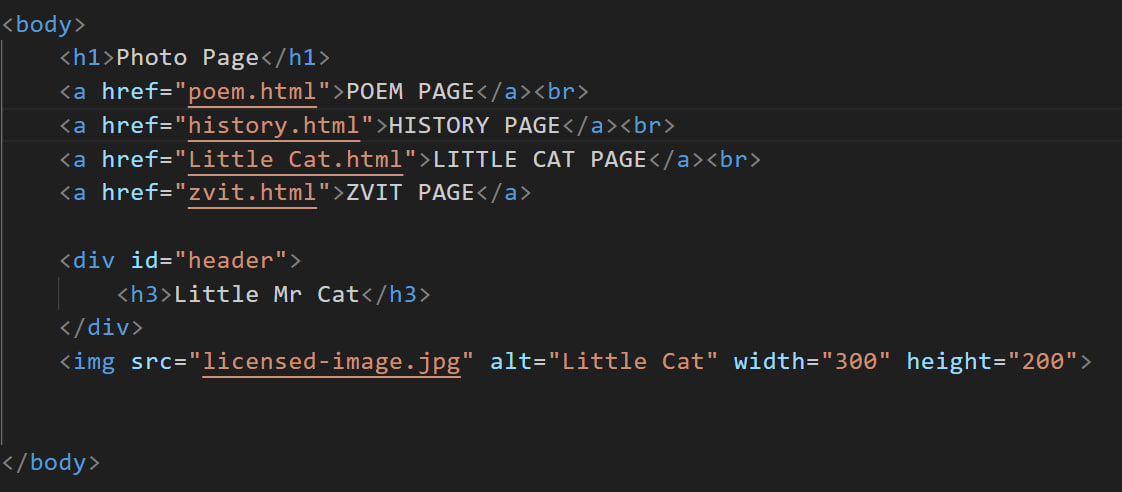 <body>
<h1>Photo Page</h1>
<a href="poem.html">POEM PAGE</a><br>
<a href="history.html">HISTORY PAGE</a><br>
<a href="Little Cat.html">LITTLE CAT PAGE</a><br>
<a href="zvit.html">ZVIT PAGE</a>
<div id="header">
<h3>Little Mr Cat</h3>
</div>
<img src="licensed-image.jpg" alt="Little Cat" width="300" height="200">
</body>